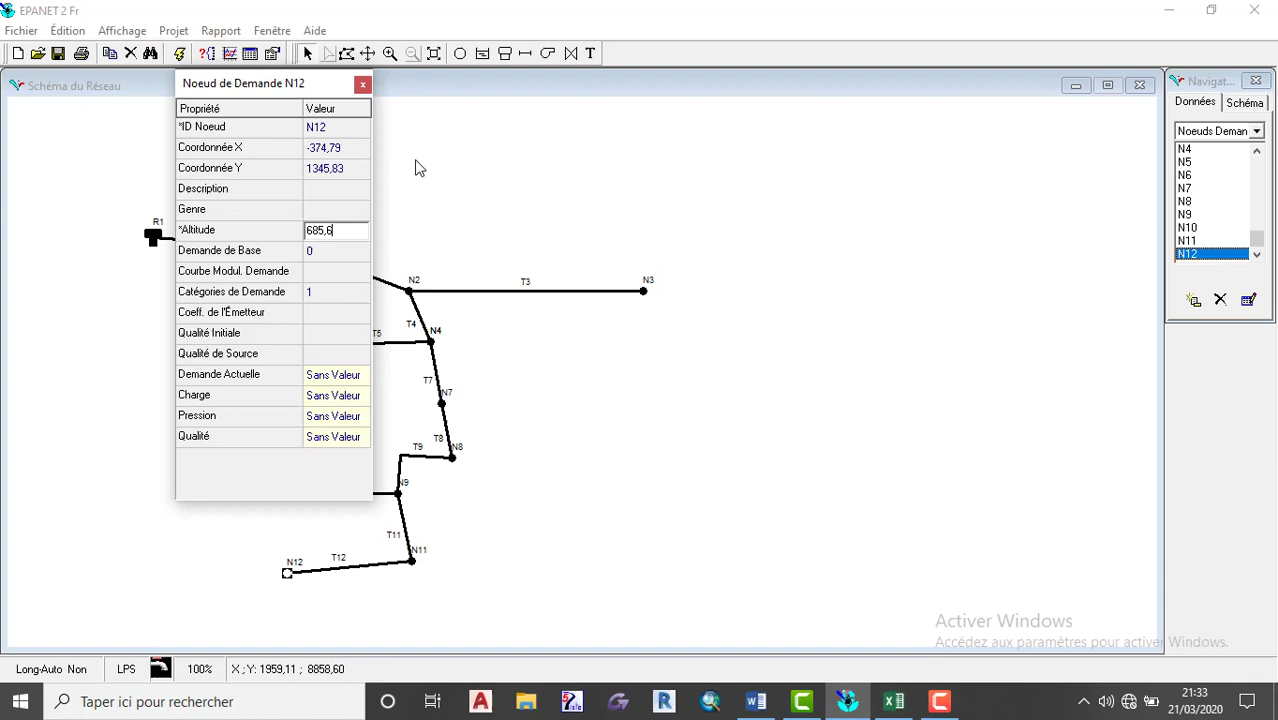 EPANET 2 Fr
Fichier Édition Affichage Projet Rapport Fenêtre Aide
Schéma du Réseau
Noeud de Demande N12
Propriété Valeur
*ID Noeud N12
Coordonnée X -374,79
Coordonnée Y 1345,83
Description
Genre
*Altitude 685,6
Demande de Base 0
Courbe Modul. Demande
Catégories de Demande 1
Coeff. de l'Émetteur
Qualité Initiale
Qualité de Source
Demande Actuelle Sans Valeur
Charge Sans Valeur
Pression Sans Valeur
Qualité Sans Valeur
R1
N2
T3
N3
T4
N4
T5
T7
N7
T8
N8
T9
N9
T11
N11
N12
T12
Navigat...
Données Schéma
Noeuds Deman
N4
N5
N6
N7
N8
N9
N10
N11
N12
Activer Windows
Accédez aux paramètres pour activer Windows.
Long-Auto Non LPS 100% X ; Y: 1959,11 ; 8858,60
Taper ici pour rechercher
21:33
21/03/2020